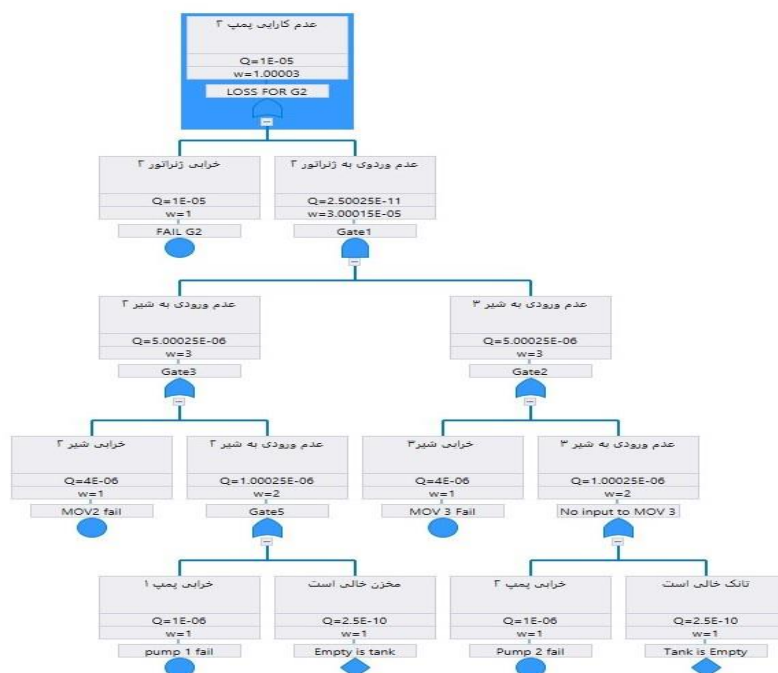 عدم کارایی پمپ ۲
Q=1E-05
w=1.00003
LOSS FOR G2
خرابی ژنراتور ۲
Q=1E-05
w=1
FAIL G2
عدم وردوی به ژنراتور ۲
Q=2.50025E-11
w=3.00015E-05
Gate1
عدم ورودی به شیر ۲
Q=5.00025E-06
w=3
Gate3
عدم ورودی به شیر ۳
Q=5.00025E-06
w=3
Gate2
خرابی شیر ۲
Q=4E-06
w=1
MOV2 fail
عدم ورودی به شیر ۲
Q=1.00025E-06
w=2
Gate5
خرابی شیر۳
Q=4E-06
w=1
MOV 3 Fail
عدم ورودی به شیر ۳
Q=1.00025E-06
w=2
No input to MOV 3
خرابی پمپ ۱
Q=1E-06
w=1
pump 1 fail
مخزن خالی است
Q=2.5E-10
w=1
Empty is tank
خرابی پمپ ۲
Q=1E-06
w=1
Pump 2 fail
تانک خالی است
Q=2.5E-10
w=1
Tank is Empty